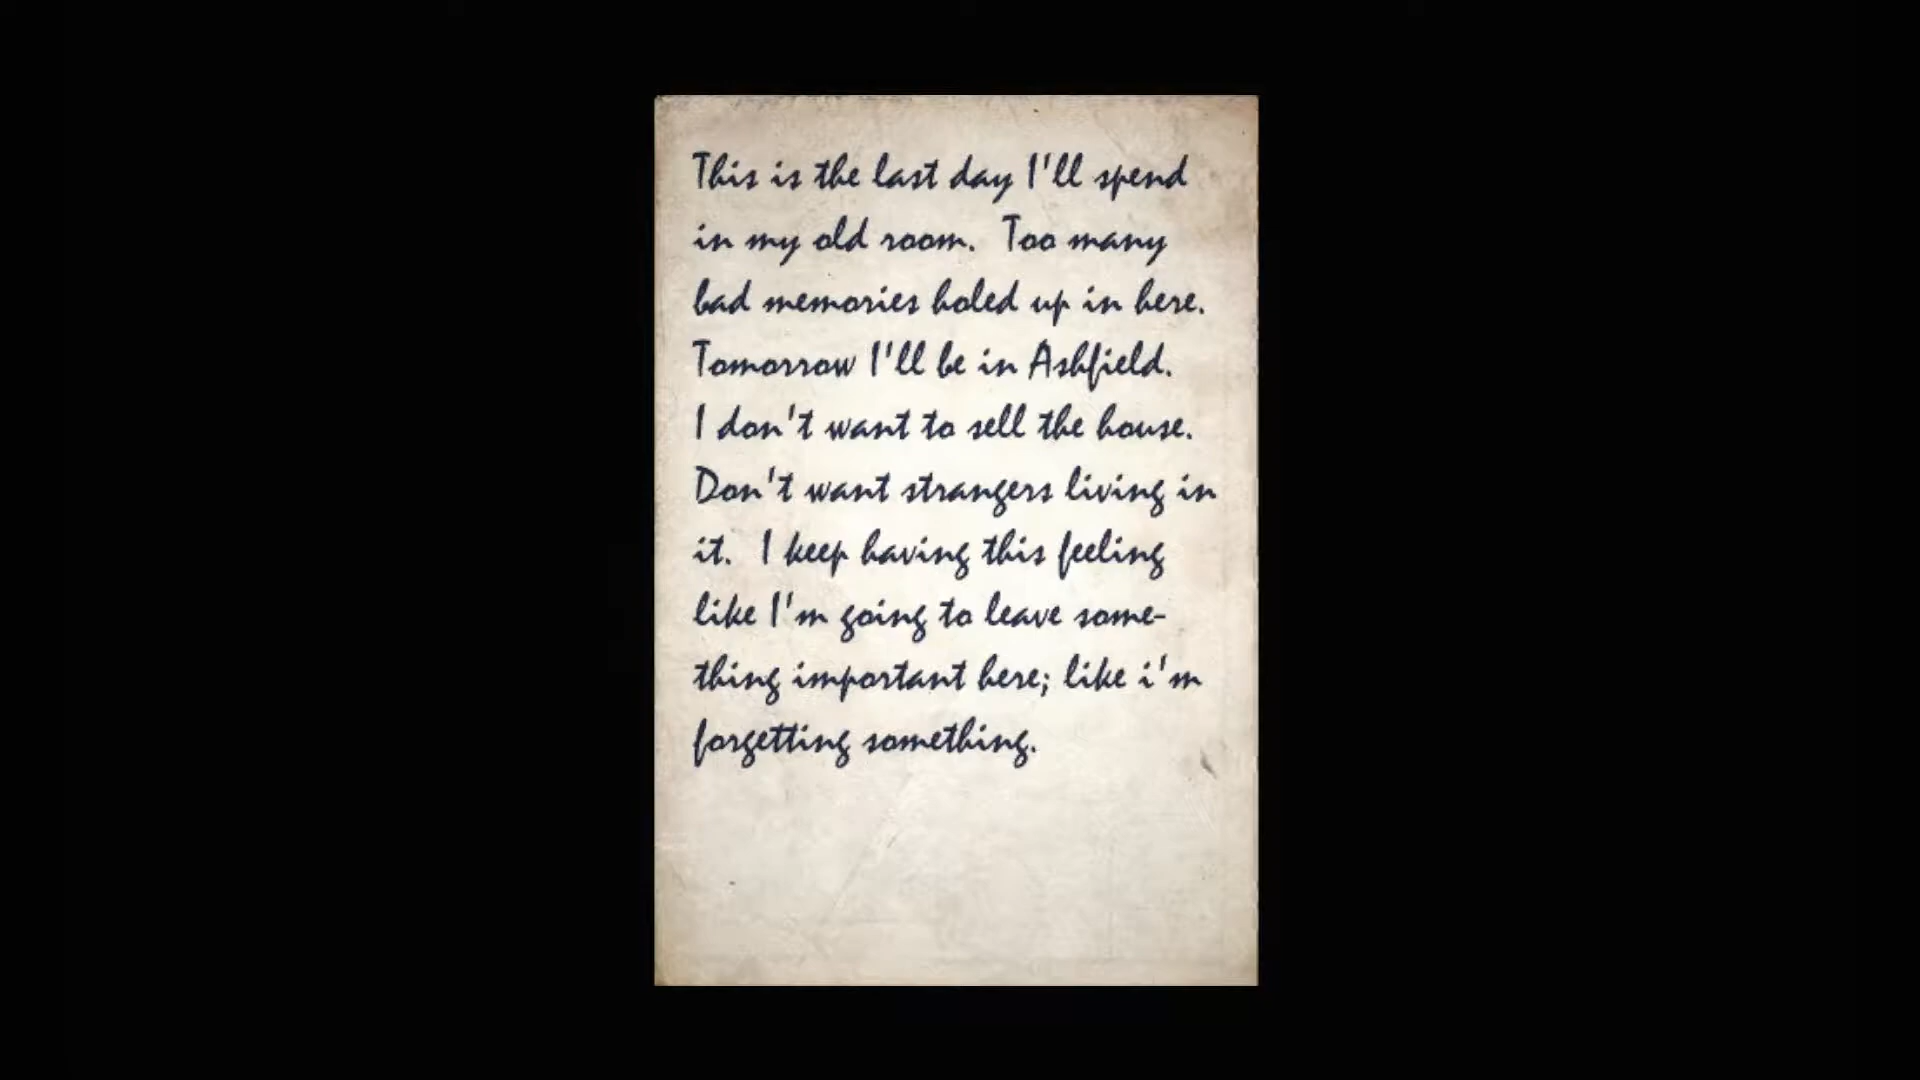 This is the last day I'll spend
in my old room.  Too many
bad memories holed up in here.
Tomorrow I'll be in Ashfield.
I don't want to sell the house.
Don't want strangers living in
it.  I keep having this feeling
like I'm going to leave some-
thing important here; like i'm
forgetting something.